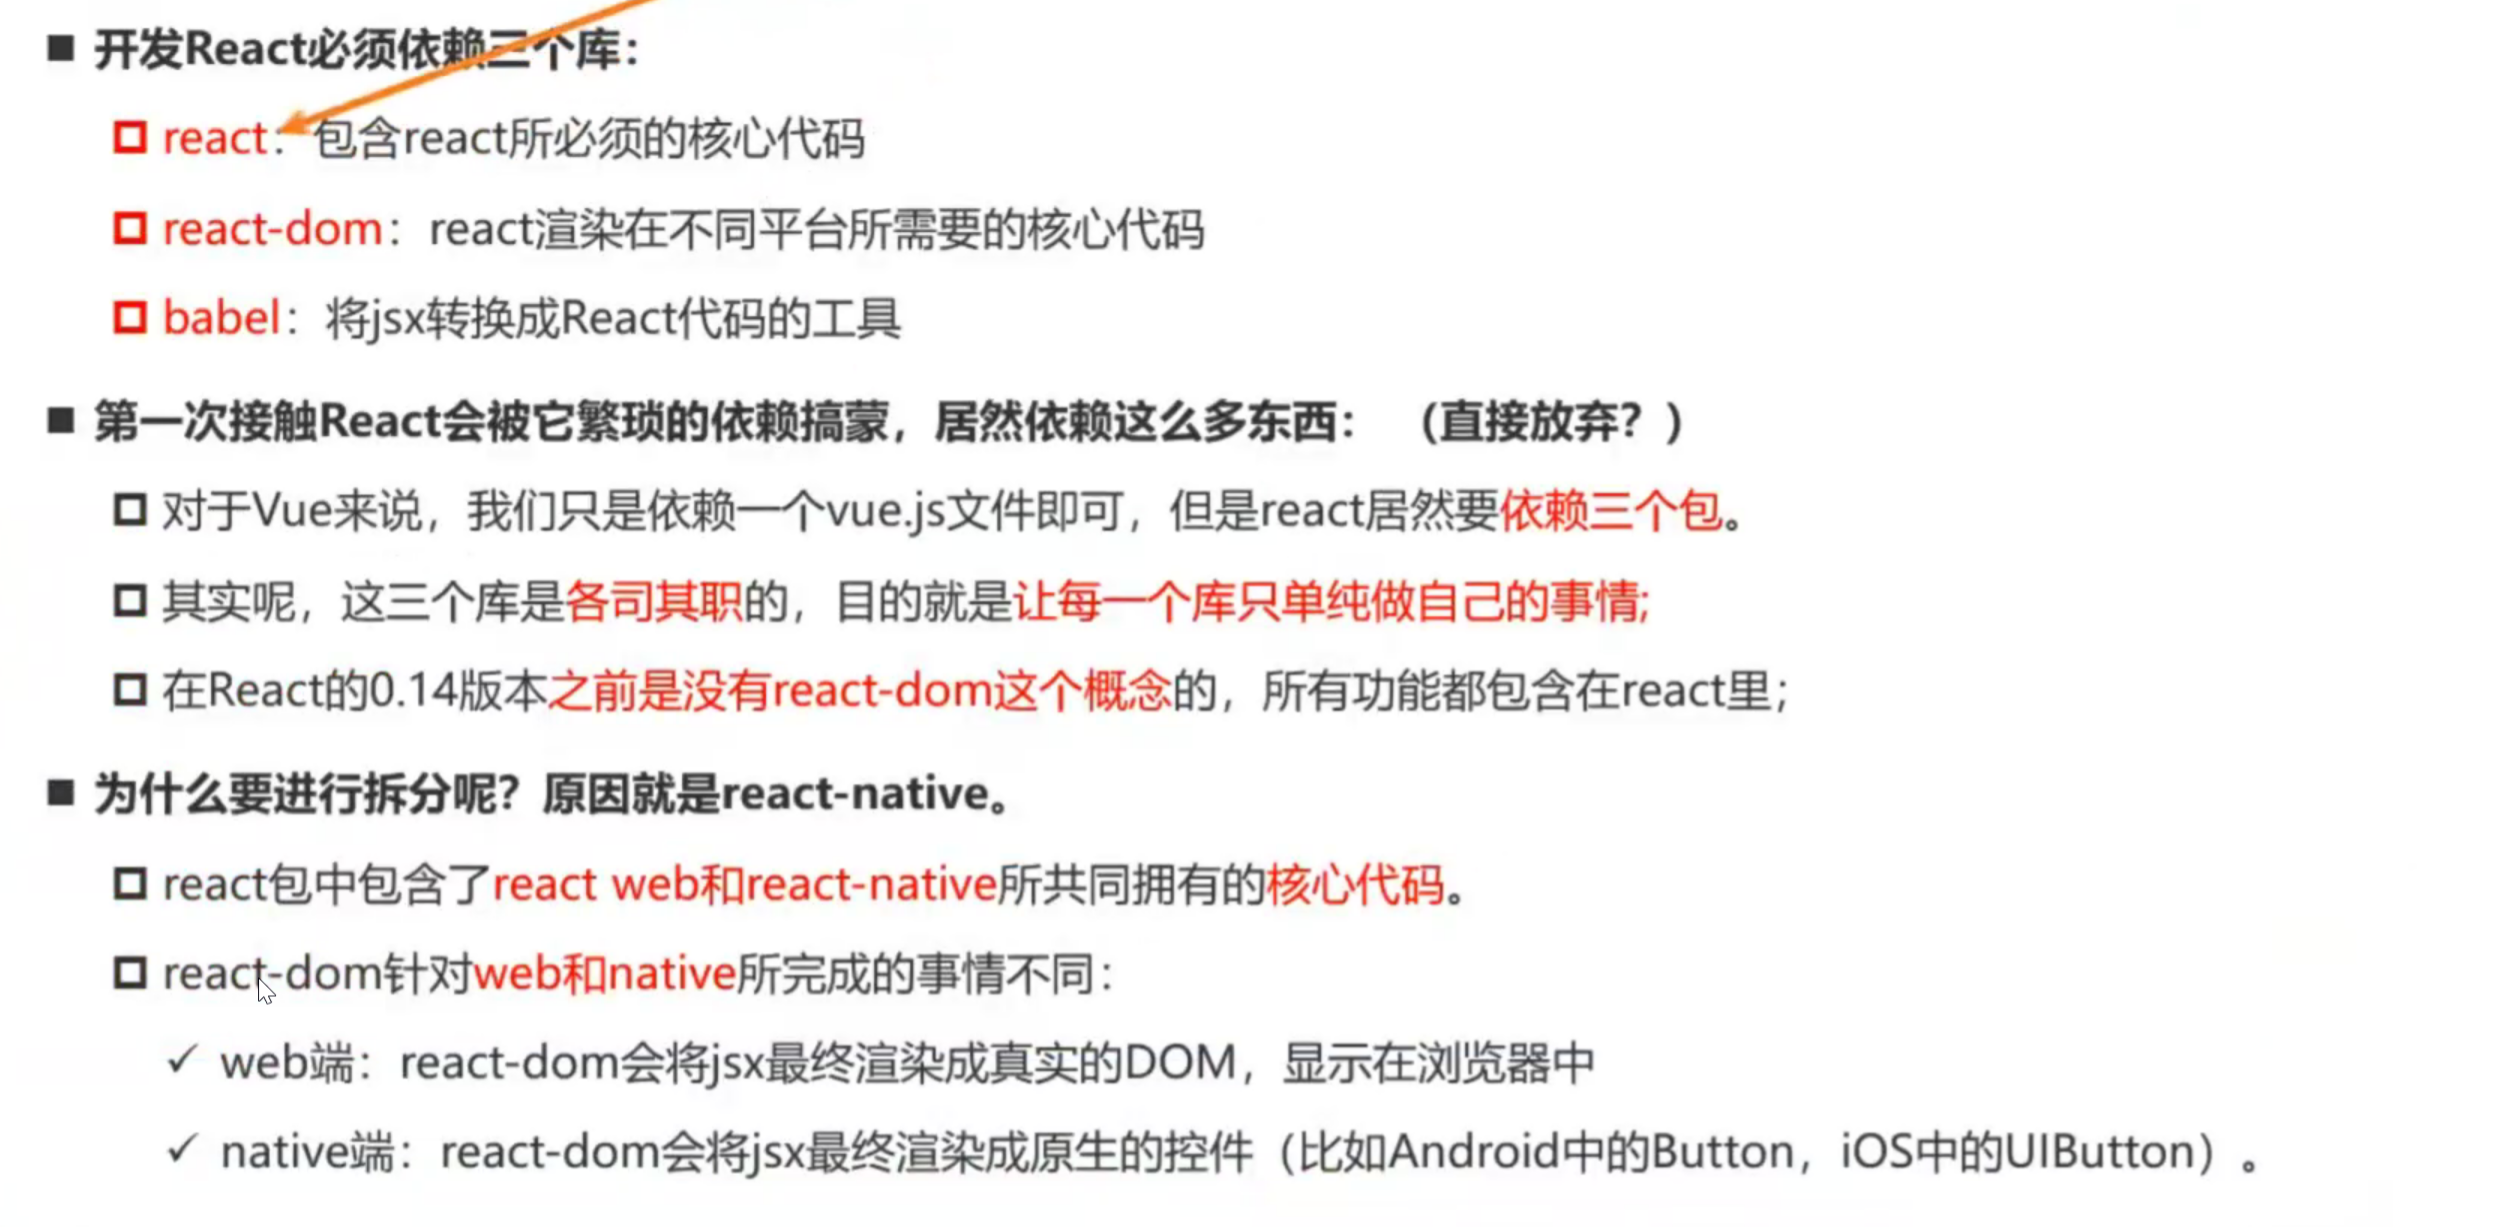 开发React必须依赖三个库：
react：包含react所必须的核心代码
react-dom：react渲染在不同平台所需要的核心代码
babel：将jsx转换成React代码的工具
第一次接触React会被它繁琐的依赖搞蒙，居然依赖这么多东西：（直接放弃？）
对于Vue来说，我们只是依赖一个vue.js文件即可，但是react居然要依赖三个包。
其实呢，这三个库是各司其职的，目的就是让每一个库只单纯做自己的事情;
在React的0.14版本之前是没有react-dom这个概念的，所有功能都包含在react里；
为什么要进行拆分呢？原因就是react-native。
react包中包含了react web和react-native所共同拥有的核心代码。
react-dom针对web和native所完成的事情不同：
web端：react-dom会将jsx最终渲染成真实的DOM，显示在浏览器中
native端：react-dom会将jsx最终渲染成原生的控件（比如Android中的Button，iOS中的UIButton）。